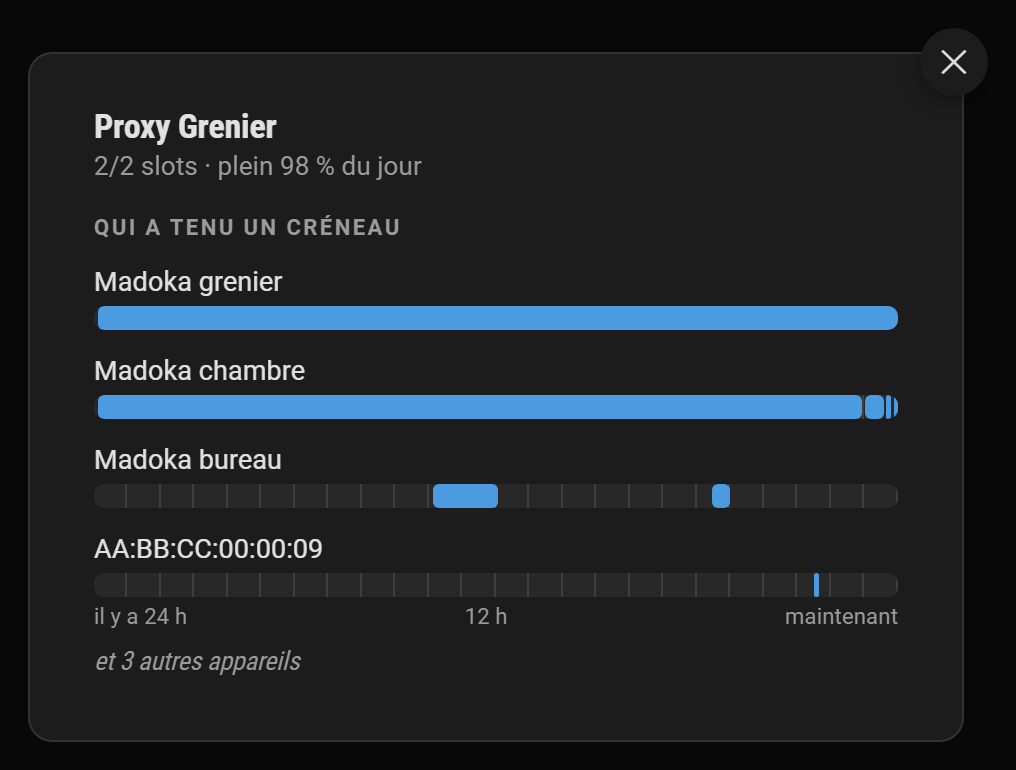 Proxy Grenier
2/2 slots · plein 98 % du jour
QUI A TENU UN CRÉNEAU
Madoka grenier
Madoka chambre
Madoka bureau
AA:BB:CC:00:00:09
il y a 24 h 12 h maintenant
et 3 autres appareils